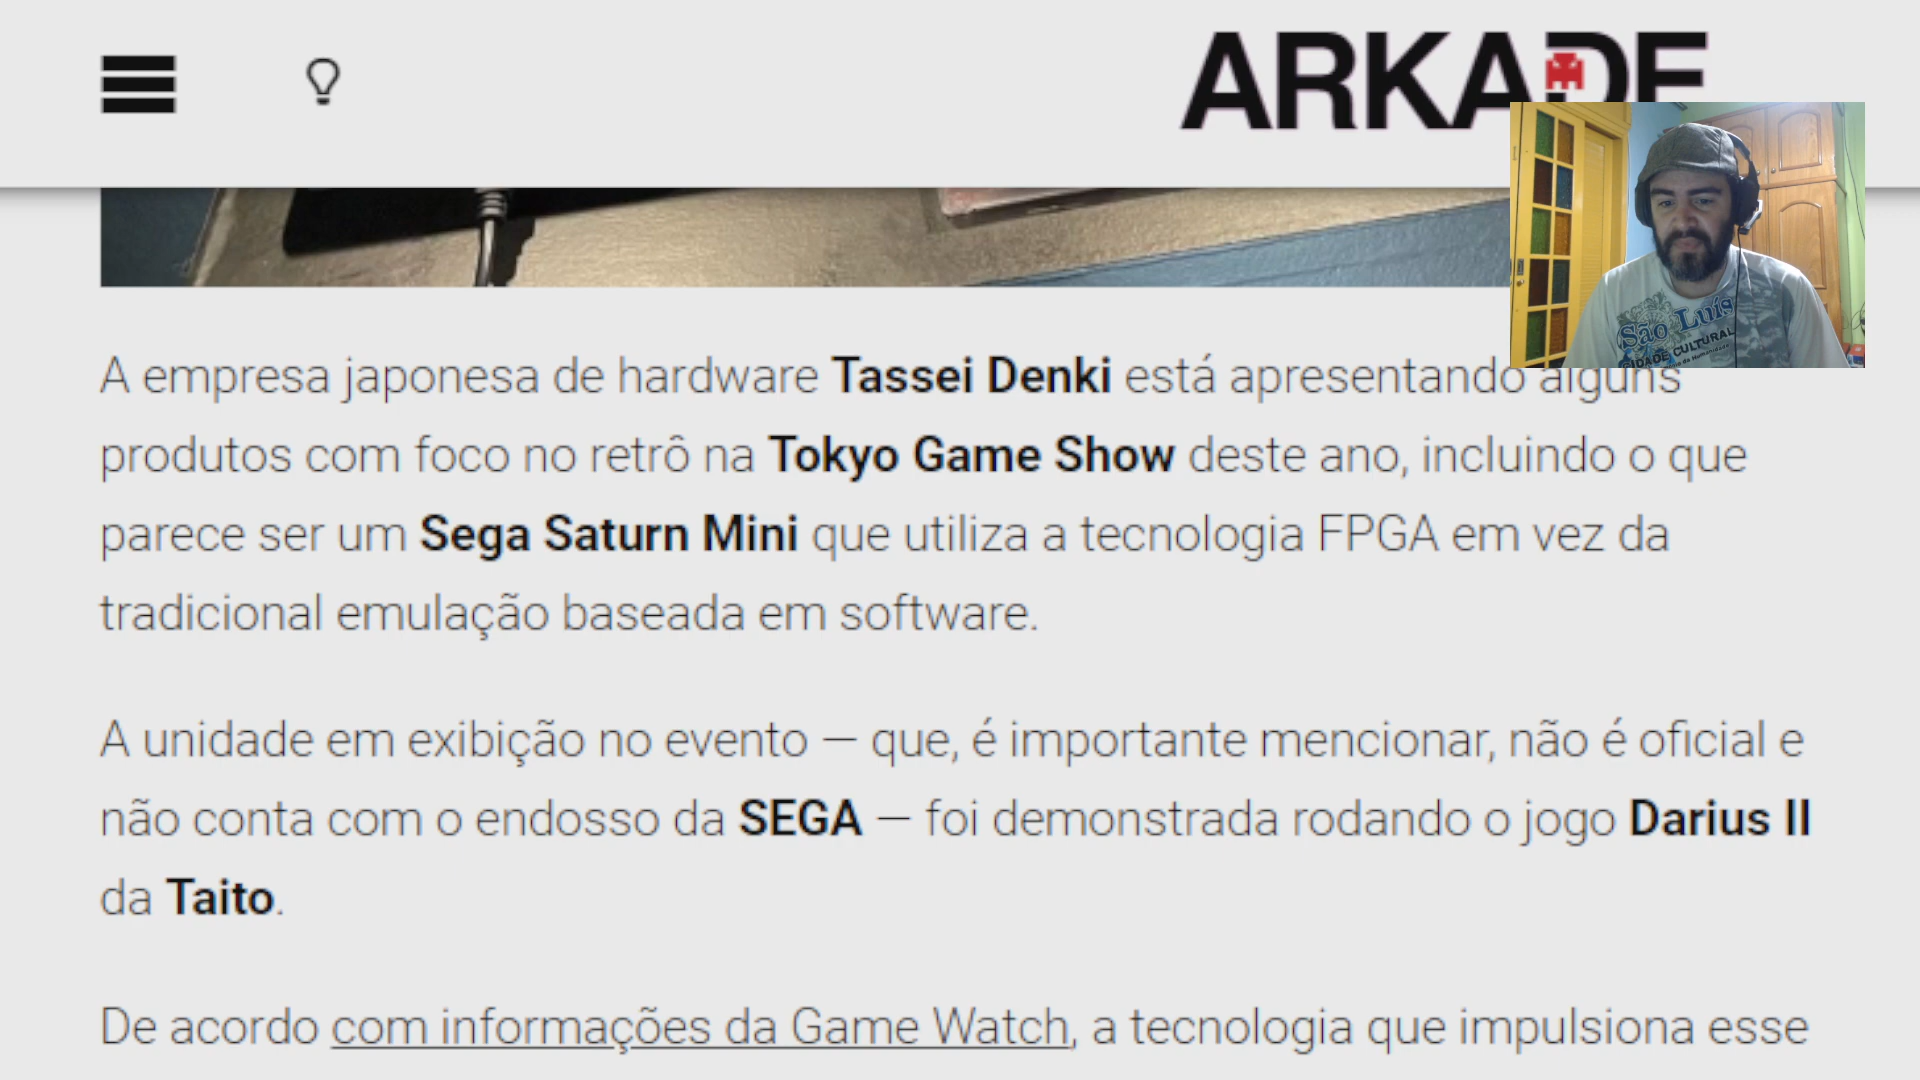 ARKADE
São Luís
CIDADE CULTURAL
A empresa japonesa de hardware Tassei Denki está apresentando alguns
produtos com foco no retrô na Tokyo Game Show deste ano, incluindo o que
parece ser um Sega Saturn Mini que utiliza a tecnologia FPGA em vez da
tradicional emulação baseada em software.
A unidade em exibição no evento — que, é importante mencionar, não é oficial e
não conta com o endosso da SEGA — foi demonstrada rodando o jogo Darius II
da Taito.
De acordo com informações da Game Watch, a tecnologia que impulsiona esse